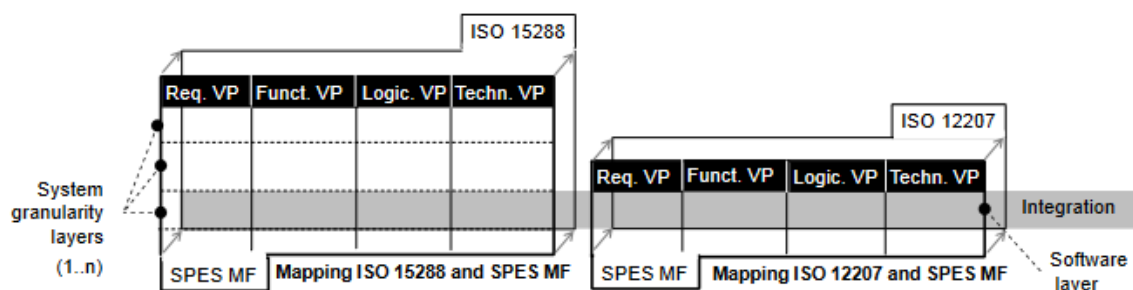 ISO 15288
Req. VP Funct. VP Logic. VP Techn. VP
ISO 12207
Req. VP Funct. VP Logic. VP Techn. VP
System
granularity
layers
(1..n)
Integration
SPES MF Mapping ISO 15288 and SPES MF
SPES MF Mapping ISO 12207 and SPES MF
Software
layer